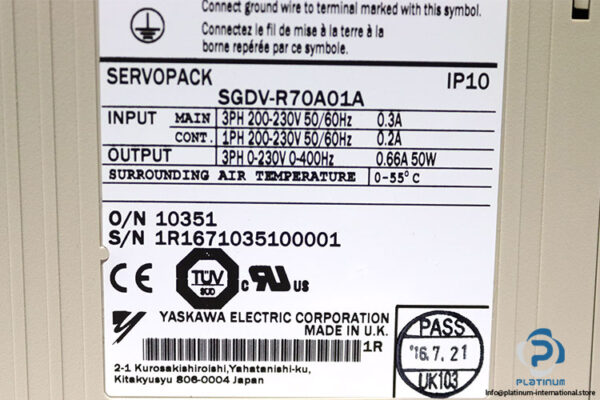 Connect ground wire to terminal marked with this symbol.
Connectez le fil de mise à la terre à la
borne repérée par ce symbole.
SERVOPACK IP10
SGDV-R70A01A
INPUT MAIN 3PH 200-230V 50/60Hz 0.3A
CONT. 1PH 200-230V 50/60Hz 0.2A
OUTPUT 3PH 0-230V 0-400Hz 0.66A 50W
SURROUNDING AIR TEMPERATURE 0-55°C
O/N 10351
S/N 1R1671035100001
CE TÜV SÜD c RU US
YASKAWA ELECTRIC CORPORATION
MADE IN U.K.
1R
2-1 Kurosakishiroishi,Yahatanishi-ku,
Kitakyusyu 806-0004 Japan
PASS
'16.7.21
UK103
PLATINUM
INTERNATIONAL
Info@platinum-international.store